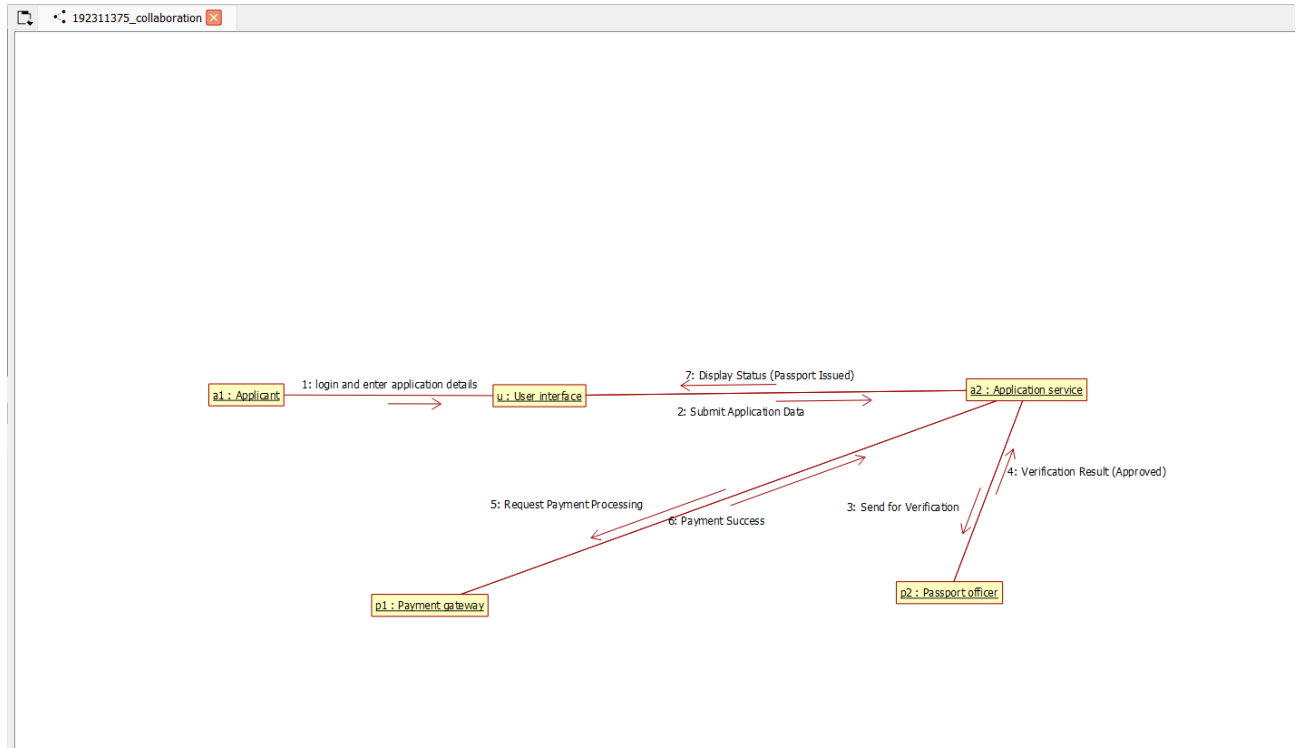 192311375_collaboration
7: Display Status (Passport Issued)
1: login and enter application details
a1 : Applicant
u : User interface
a2 : Application service
2: Submit Application Data
4: Verification Result (Approved)
5: Request Payment Processing
3: Send for Verification
6: Payment Success
p2 : Passport officer
p1 : Payment gateway